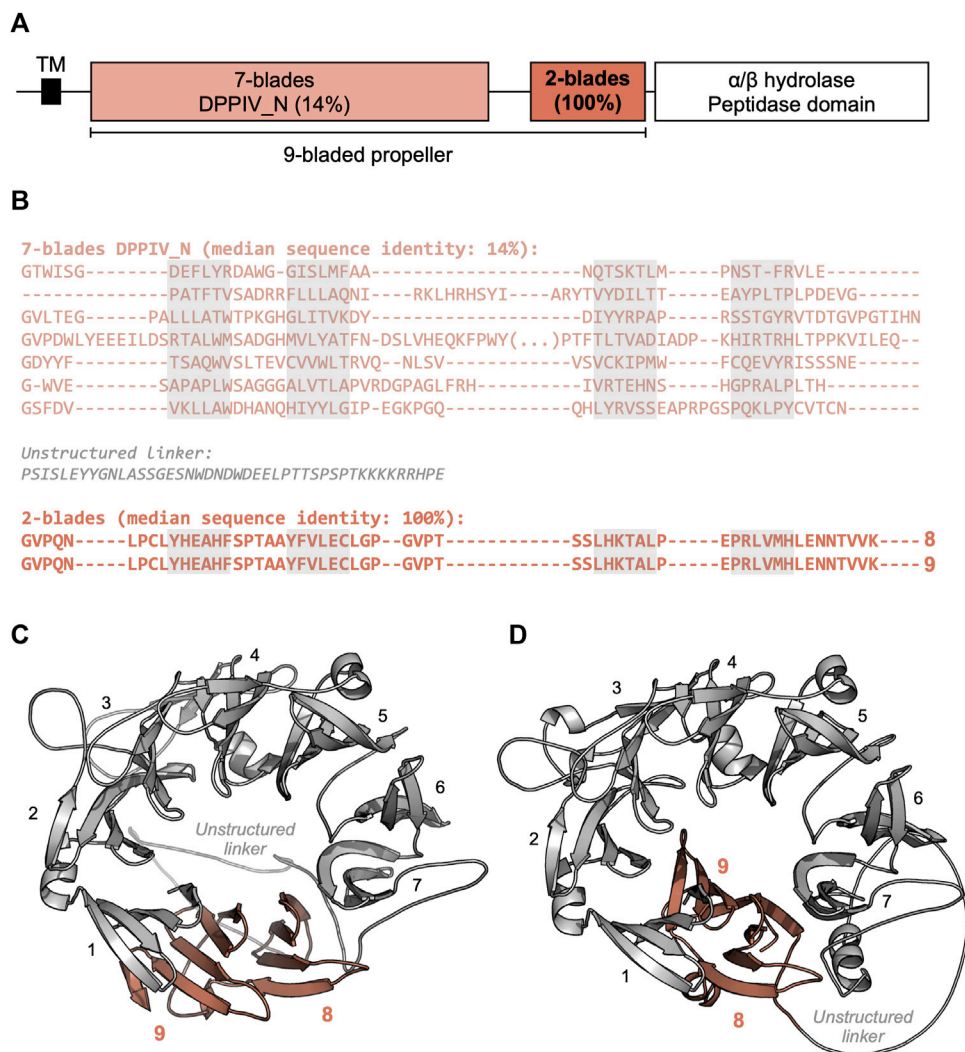 A
TM
7-blades
DPPIV_N (14%)
2-blades
(100%)
α/β hydrolase
Peptidase domain
9-bladed propeller
B
7-blades DPPIV_N (median sequence identity: 14%):
GTWISG---------DEFLYRDAWG-GISLMFAA-----------------------NQTSKTLM-----PNST-FRVLE---------
---------------PATFTVSADRRFLLLAQNI----RKLHRHSYI----ARYTVYDILTT------EAYPLTPLPDEVG------
GVLTEG------PALLLATWTPKGHGLITVKDY---------------------DIYYRPAP------RSSTGYRVTDTGVPGTIHN
GVPDWLYEEEILDSRTALWMSADGHMVLYATFN-DSLVHEQKFPWY(...)PTFTLTVADIADP--KHIRTRHLTPPKVILEQ--
GDYYF----------TSAQWVSLTEVCVVWLTRVQ--NLSV-------------VSVCKIPMW------FCQEVYRISSSNE----
G-WVE--------SAPAPLWSAGGGALVTLAPVRDGPAGLFRH-----------IVRTEHNS------HGPRALPLTH--------
GSFDV----------VKLLAWDHANQHIYYLGIP-EGKPGQ------------QHLYRVSSEAPRPGSPQKLPYCVTCN-------
Unstructured linker:
PSISLEYYGNLASSGESNWDNDWDEELPTTSPSPTKKKKRRHPE
2-blades (median sequence identity: 100%):
GVPQN-----LPCLYHEAHFSPTAAYFVLECLGP--GVPT---------------SSLHKTALP-----EPRLVMHLENNTVVK---- 8
GVPQN-----LPCLYHEAHFSPTAAYFVLECLGP--GVPT---------------SSLHKTALP-----EPRLVMHLENNTVVK---- 9
C
1
2
3
4
5
6
7
8
9
Unstructured
linker
D
1
2
3
4
5
6
7
8
9
Unstructured
linker